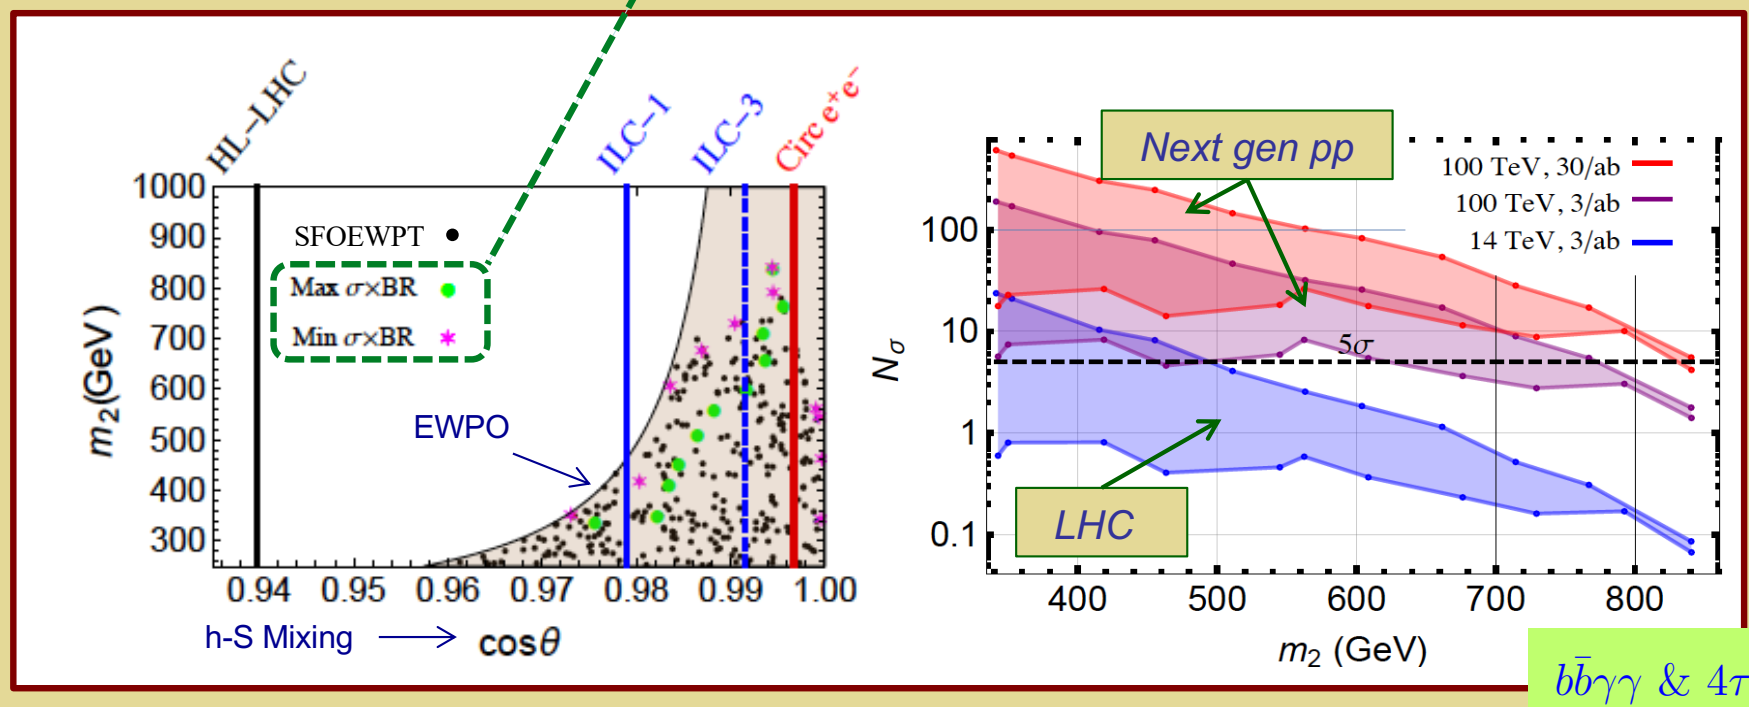 HL-LHC
ILC-1
ILC-3
Circ e⁺e⁻
1000
900
800
700
600
500
400
300
m₂(GeV)
SFOEWPT
Max σ×BR
Min σ×BR
EWPO
0.94 0.95 0.96 0.97 0.98 0.99 1.00
h-S Mixing
cosθ
Next gen pp
100 TeV, 30/ab
100 TeV, 3/ab
14 TeV, 3/ab
100
10
1
0.1
Nσ
5σ
LHC
400 500 600 700 800
m₂ (GeV)
bb̄γγ & 4τ